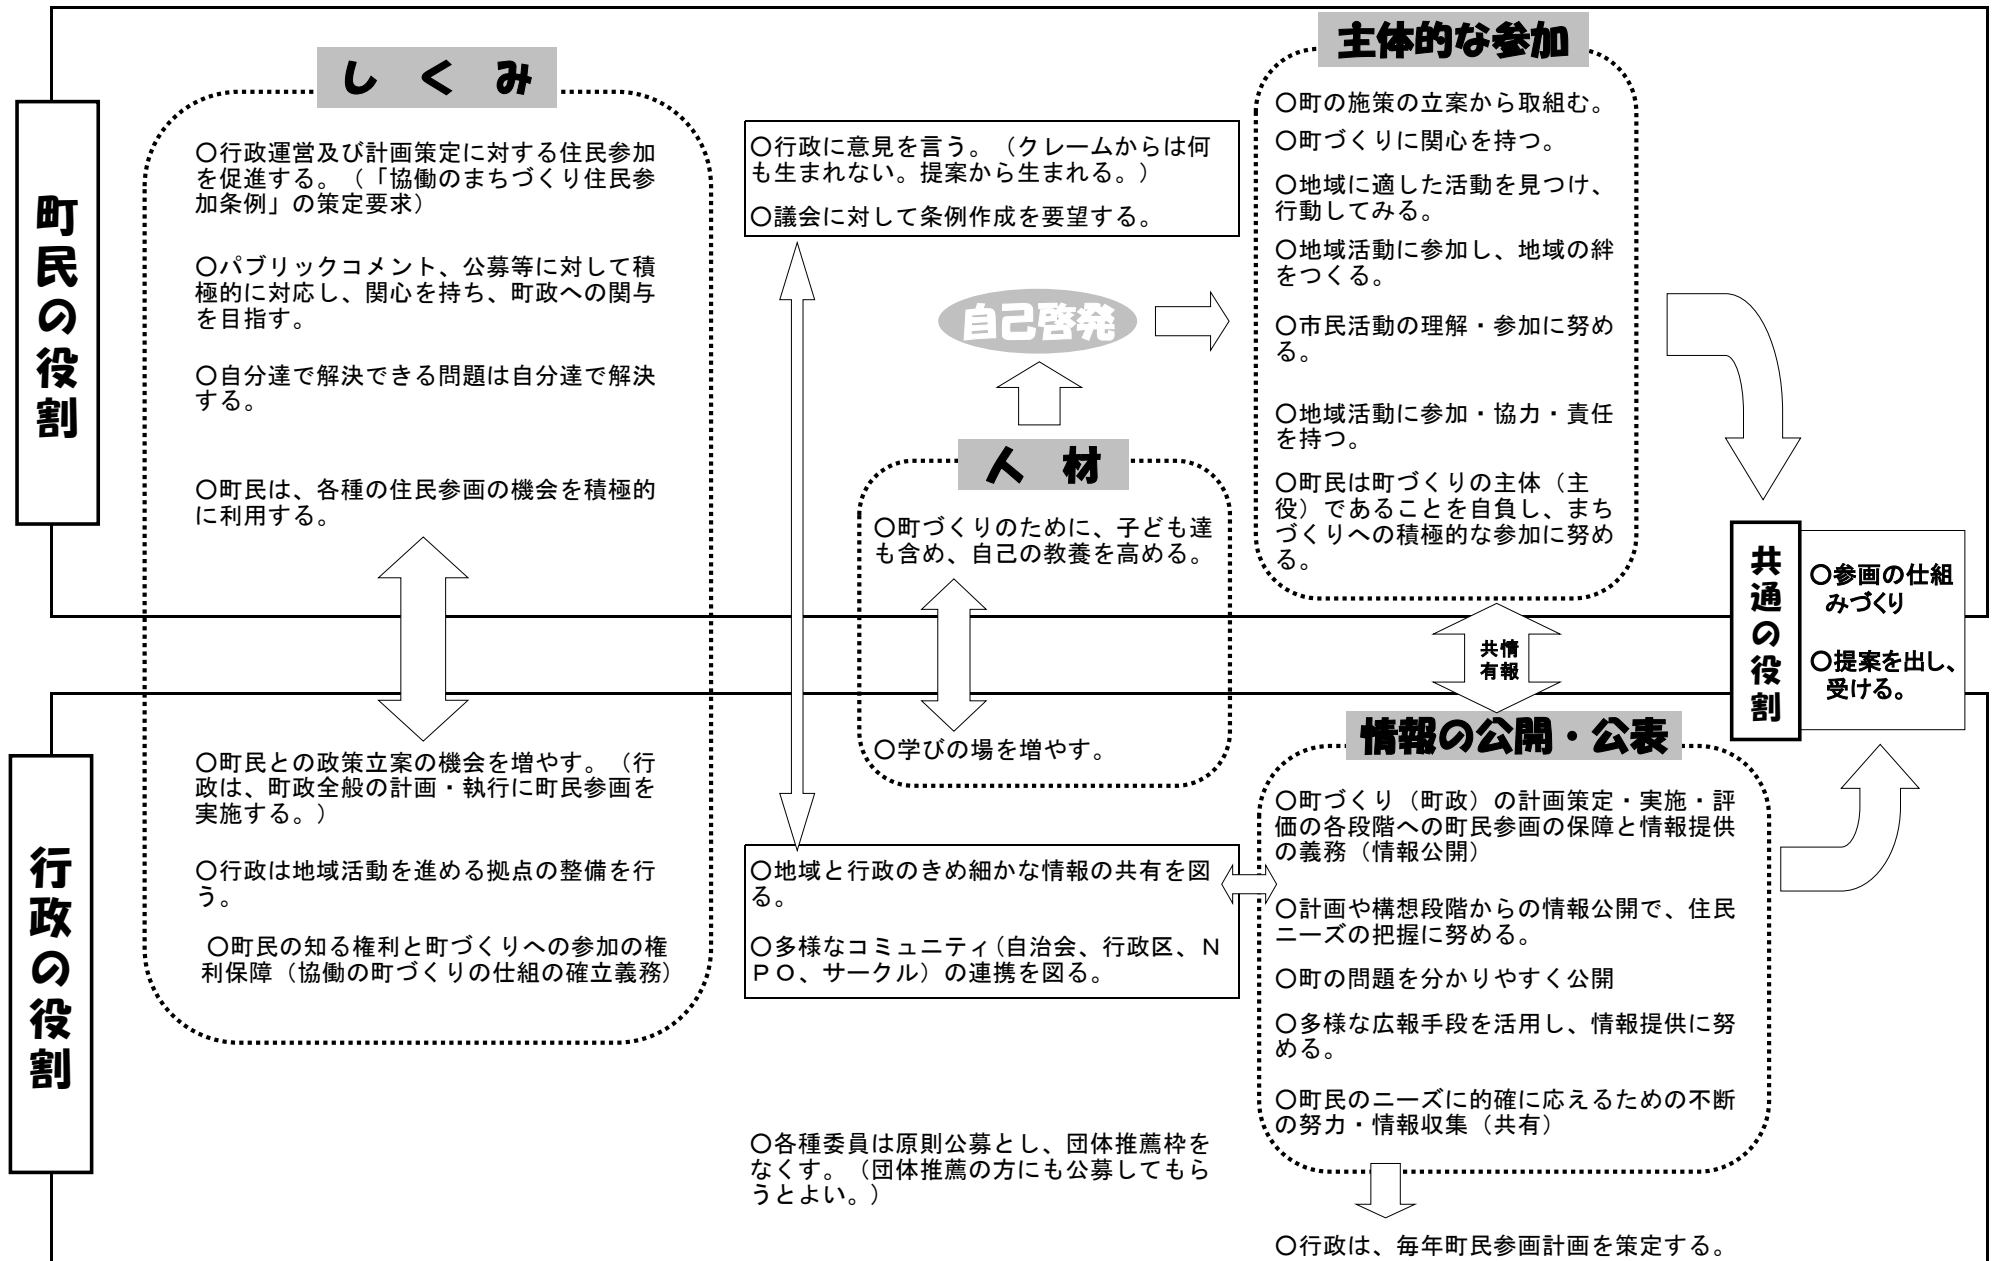 町民の役割
しくみ
〇行政運営及び計画策定に対する住民参加
を促進する。（「協働のまちづくり住民参
加条例」の策定要求）
〇パブリックコメント、公募等に対して積
極的に対応し、関心を持ち、町政への関与
を目指す。
〇自分達で解決できる問題は自分達で解決
する。
〇町民は、各種の住民参画の機会を積極的
に利用する。
〇行政に意見を言う。（クレームからは何
も生まれない。提案から生まれる。）
〇議会に対して条例作成を要望する。
自己啓発
人材
〇町づくりのために、子ども達
も含め、自己の教養を高める。
主体的な参加
〇町の施策の立案から取組む。
〇町づくりに関心を持つ。
〇地域に適した活動を見つけ、
行動してみる。
〇地域活動に参加し、地域の絆
をつくる。
〇市民活動の理解・参加に努め
る。
〇地域活動に参加・協力・責任
を持つ。
〇町民は町づくりの主体（主
役）であることを自負し、まち
づくりへの積極的な参加に努め
る。
共情
有報
共通の役割
〇参画の仕組
みづくり
〇提案を出し、
受ける。
行政の役割
〇町民との政策立案の機会を増やす。（行
政は、町政全般の計画・執行に町民参画を
実施する。）
〇行政は地域活動を進める拠点の整備を行
う。
〇町民の知る権利と町づくりへの参加の権
利保障（協働の町づくりの仕組の確立義務）
〇学びの場を増やす。
〇地域と行政のきめ細かな情報の共有を図
る。
〇多様なコミュニティ（自治会、行政区、Ｎ
ＰＯ、サークル）の連携を図る。
〇各種委員は原則公募とし、団体推薦枠を
なくす。（団体推薦の方にも公募してもら
うとよい。）
情報の公開・公表
〇町づくり（町政）の計画策定・実施・評
価の各段階への町民参画の保障と情報提供
の義務（情報公開）
〇計画や構想段階からの情報公開で、住民
ニーズの把握に努める。
〇町の問題を分かりやすく公開
〇多様な広報手段を活用し、情報提供に努
める。
〇町民のニーズに的確に応えるための不断
の努力・情報収集（共有）
〇行政は、毎年町民参画計画を策定する。